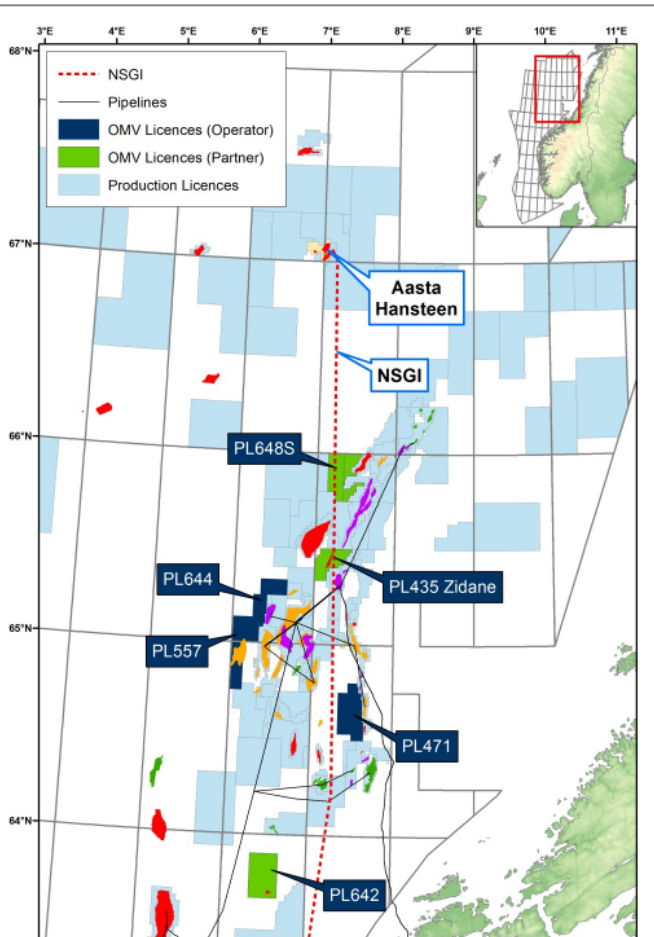 3°E 4°E 5°E 6°E 7°E 8°E 9°E 10°E 11°E
68°N
NSGI
Pipelines
OMV Licences (Operator)
OMV Licences (Partner)
Production Licences
67°N
Aasta
Hansteen
NSGI
66°N
PL648S
PL644
PL435 Zidane
65°N
PL557
PL471
64°N
PL642